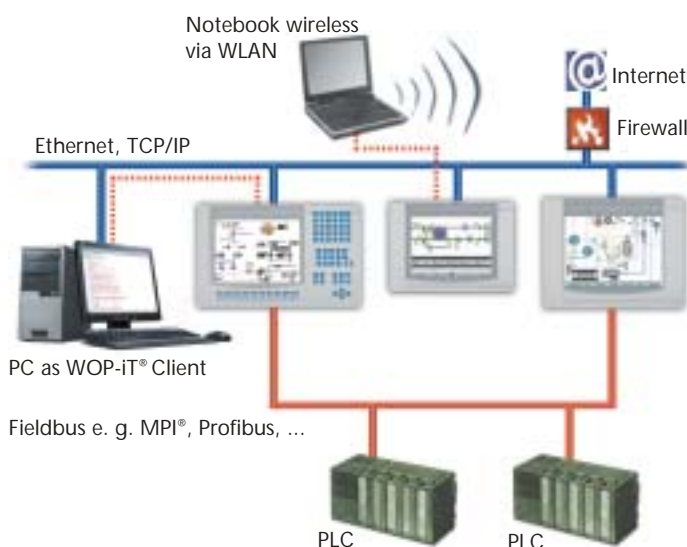 Notebook wireless
via WLAN
Internet
Firewall
Ethernet, TCP/IP
PC as WOP-iT® Client
Fieldbus e. g. MPI®, Profibus, ...
PLC
PLC